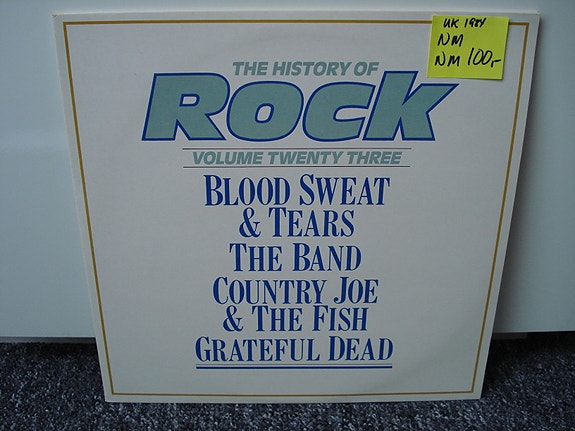 UK 1984
NM
NM 100,-
THE HISTORY OF
ROCK
VOLUME TWENTY THREE
BLOOD SWEAT
& TEARS
THE BAND
COUNTRY JOE
& THE FISH
GRATEFUL DEAD